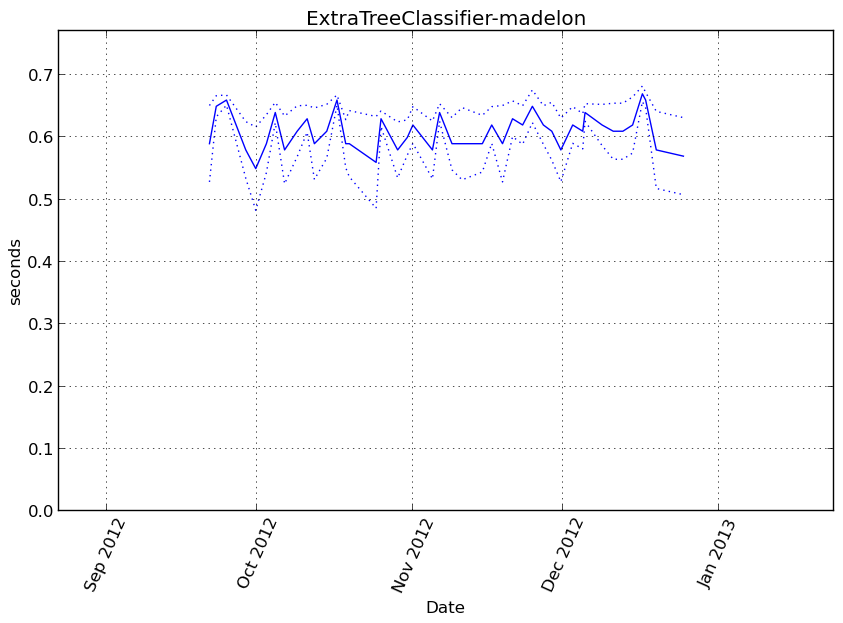 ExtraTreeClassifier-madelon
0.7
0.6
0.5
0.4
0.3
0.2
0.1
0.0
seconds
Sep 2012
Oct 2012
Nov 2012
Dec 2012
Jan 2013
Date